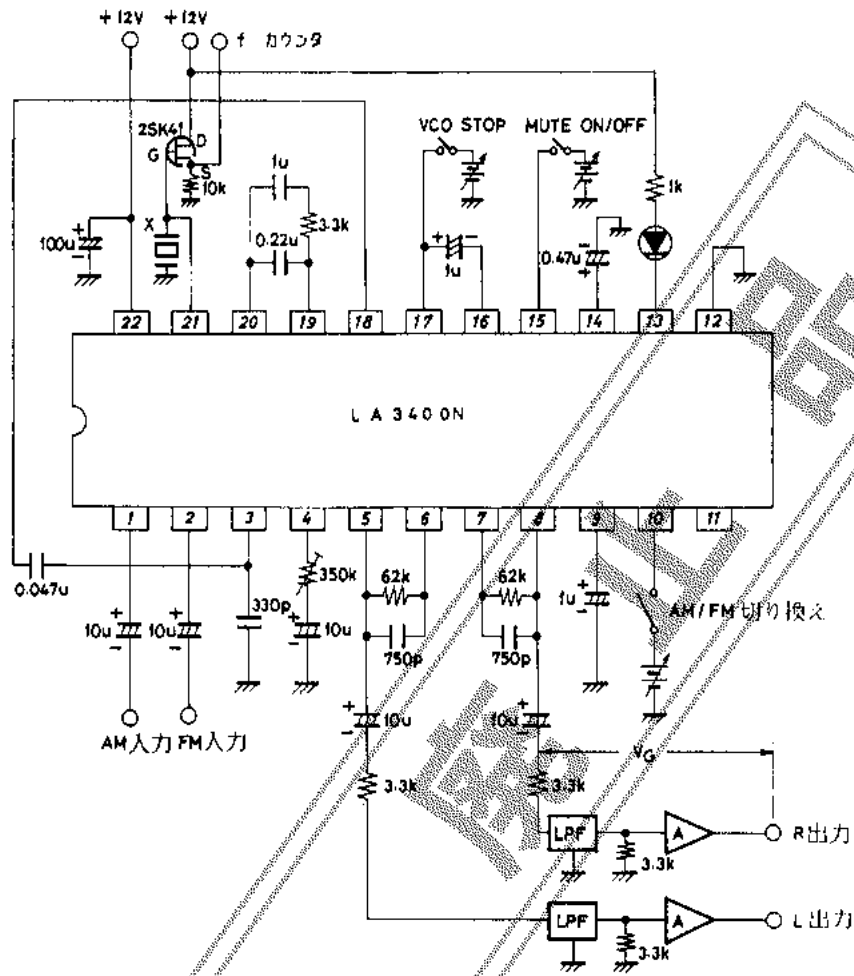 +12V +12V f カウンタ
2SK41
D
G
S
10k
X
100u
+
-
1u
3.3k
0.22u
VCO STOP
+ -
1u
MUTE ON/OFF
0.47u
-
+
1k
22 21 20 19 18 17 16 15 14 13 12
LA3400N
1 2 3 4 5 6 7 8 9 10 11
0.047u
330p
350k
62k
62k
750p
750p
+
10u
-
+
10u
-
+
10u
-
1u
+
-
AM/FM 切り換え
AM入力 FM入力
+
10u
-
+
10u
-
VG
3.3k
3.3k
LPF
A
R出力
3.3k
LPF
A
L出力
3.3k